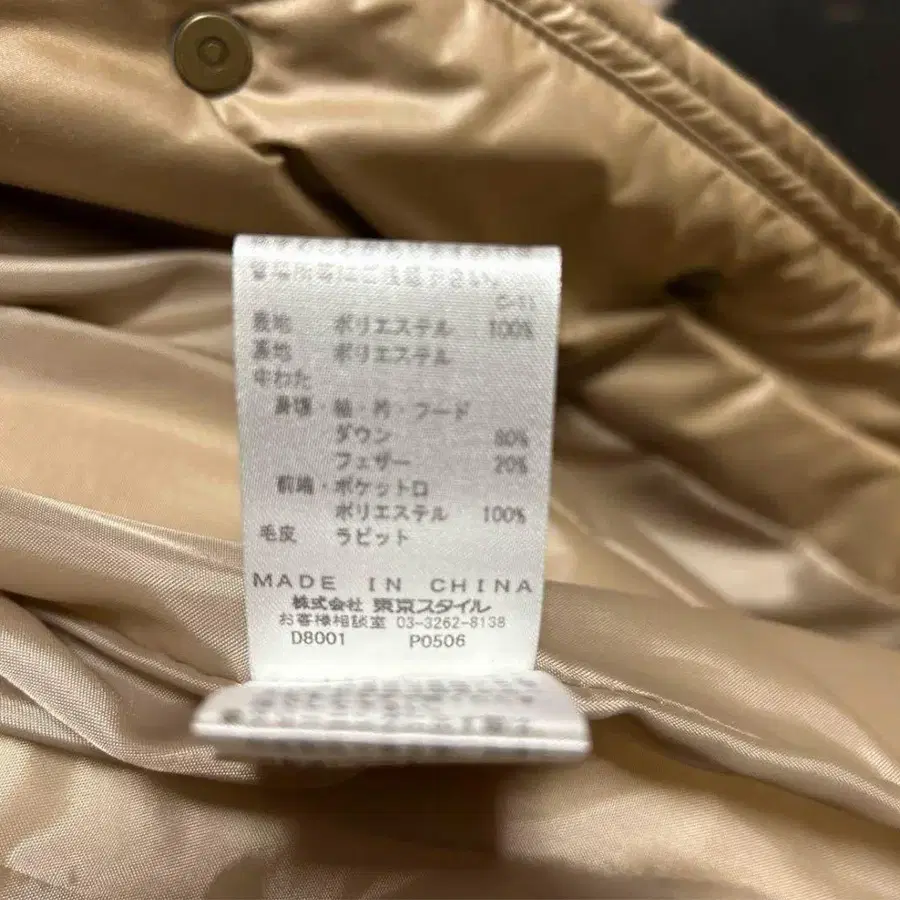 表地 ポリエステル 100%
裏地 ポリエステル
中わた
身頃・袖・衿・フード
ダウン 80%
フェザー 20%
前端・ポケット口
ポリエステル 100%
毛皮 ラビット
MADE IN CHINA
株式会社 東京スタイル
お客様相談室 03-3262-8138
D8001 P0506